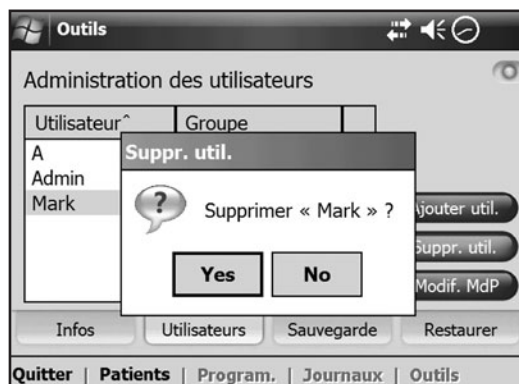 Outils
Administration des utilisateurs
Utilisateur^ Groupe
A
Admin
Mark
Suppr. util.
?
Supprimer « Mark » ?
Yes No
Ajouter util.
Suppr. util.
Modif. MdP
Infos Utilisateurs Sauvegarde Restaurer
Quitter | Patients | Program. | Journaux | Outils